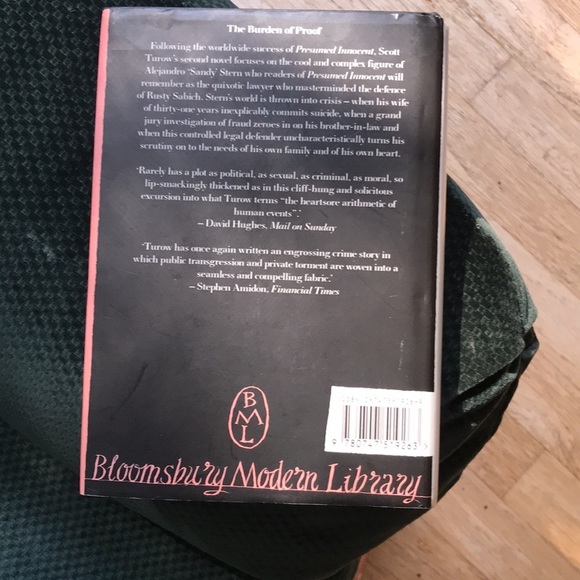 The Burden of Proof
Following the worldwide success of Presumed Innocent, Scott
Turow's second novel focuses on the cool and complex figure of
Alejandro 'Sandy' Stern who readers of Presumed Innocent will
remember as the quixotic lawyer who masterminded the defence
of Rusty Sabich. Stern's world is thrown into crisis – when his wife
of thirty-one years inexplicably commits suicide, when a grand
jury investigation of fraud zeroes in on his brother-in-law and
when this controlled legal defender uncharacteristically turns his
scrutiny on to the needs of his own family and of his own heart.
'Rarely has a plot as political, as sexual, as criminal, as moral, so
lip-smackingly thickened as in this cliff-hung and solicitous
excursion into what Turow terms "the heartsore arithmetic of
human events".'
– David Hughes, Mail on Sunday
'Turow has once again written an engrossing crime story in
which public transgression and private torment are woven into a
seamless and compelling fabric.'
– Stephen Amidon, Financial Times
B
M
L
Bloomsbury Modern Library